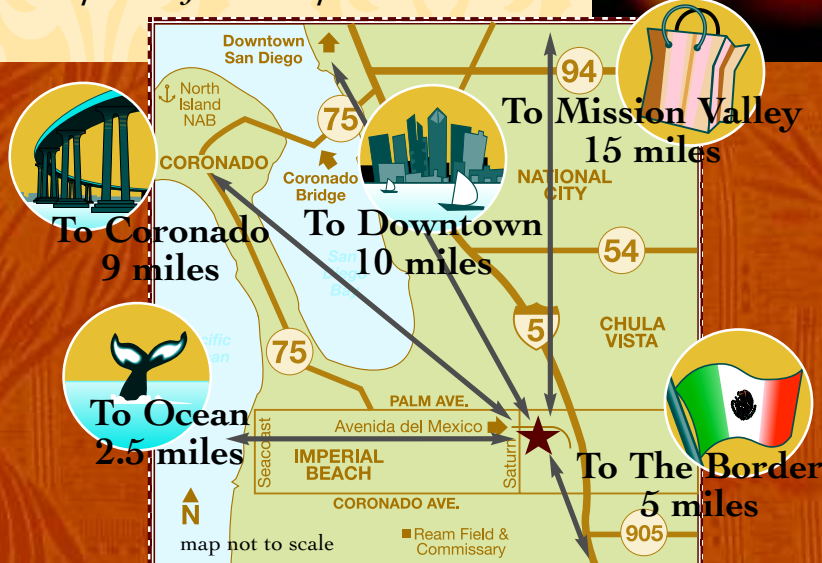 Downtown
San Diego
94
North
Island
NAB
75
To Mission Valley
15 miles
CORONADO
Coronado
Bridge
NATIONAL
CITY
To Coronado
9 miles
To Downtown
10 miles
San
Diego
Bay
54
5
CHULA
VISTA
75
PALM AVE.
To Ocean
2.5 miles
Avenida del Mexico
Seacoast
IMPERIAL
BEACH
Saturn
To The Border
5 miles
CORONADO AVE.
N
map not to scale
Ream Field &
Commissary
905